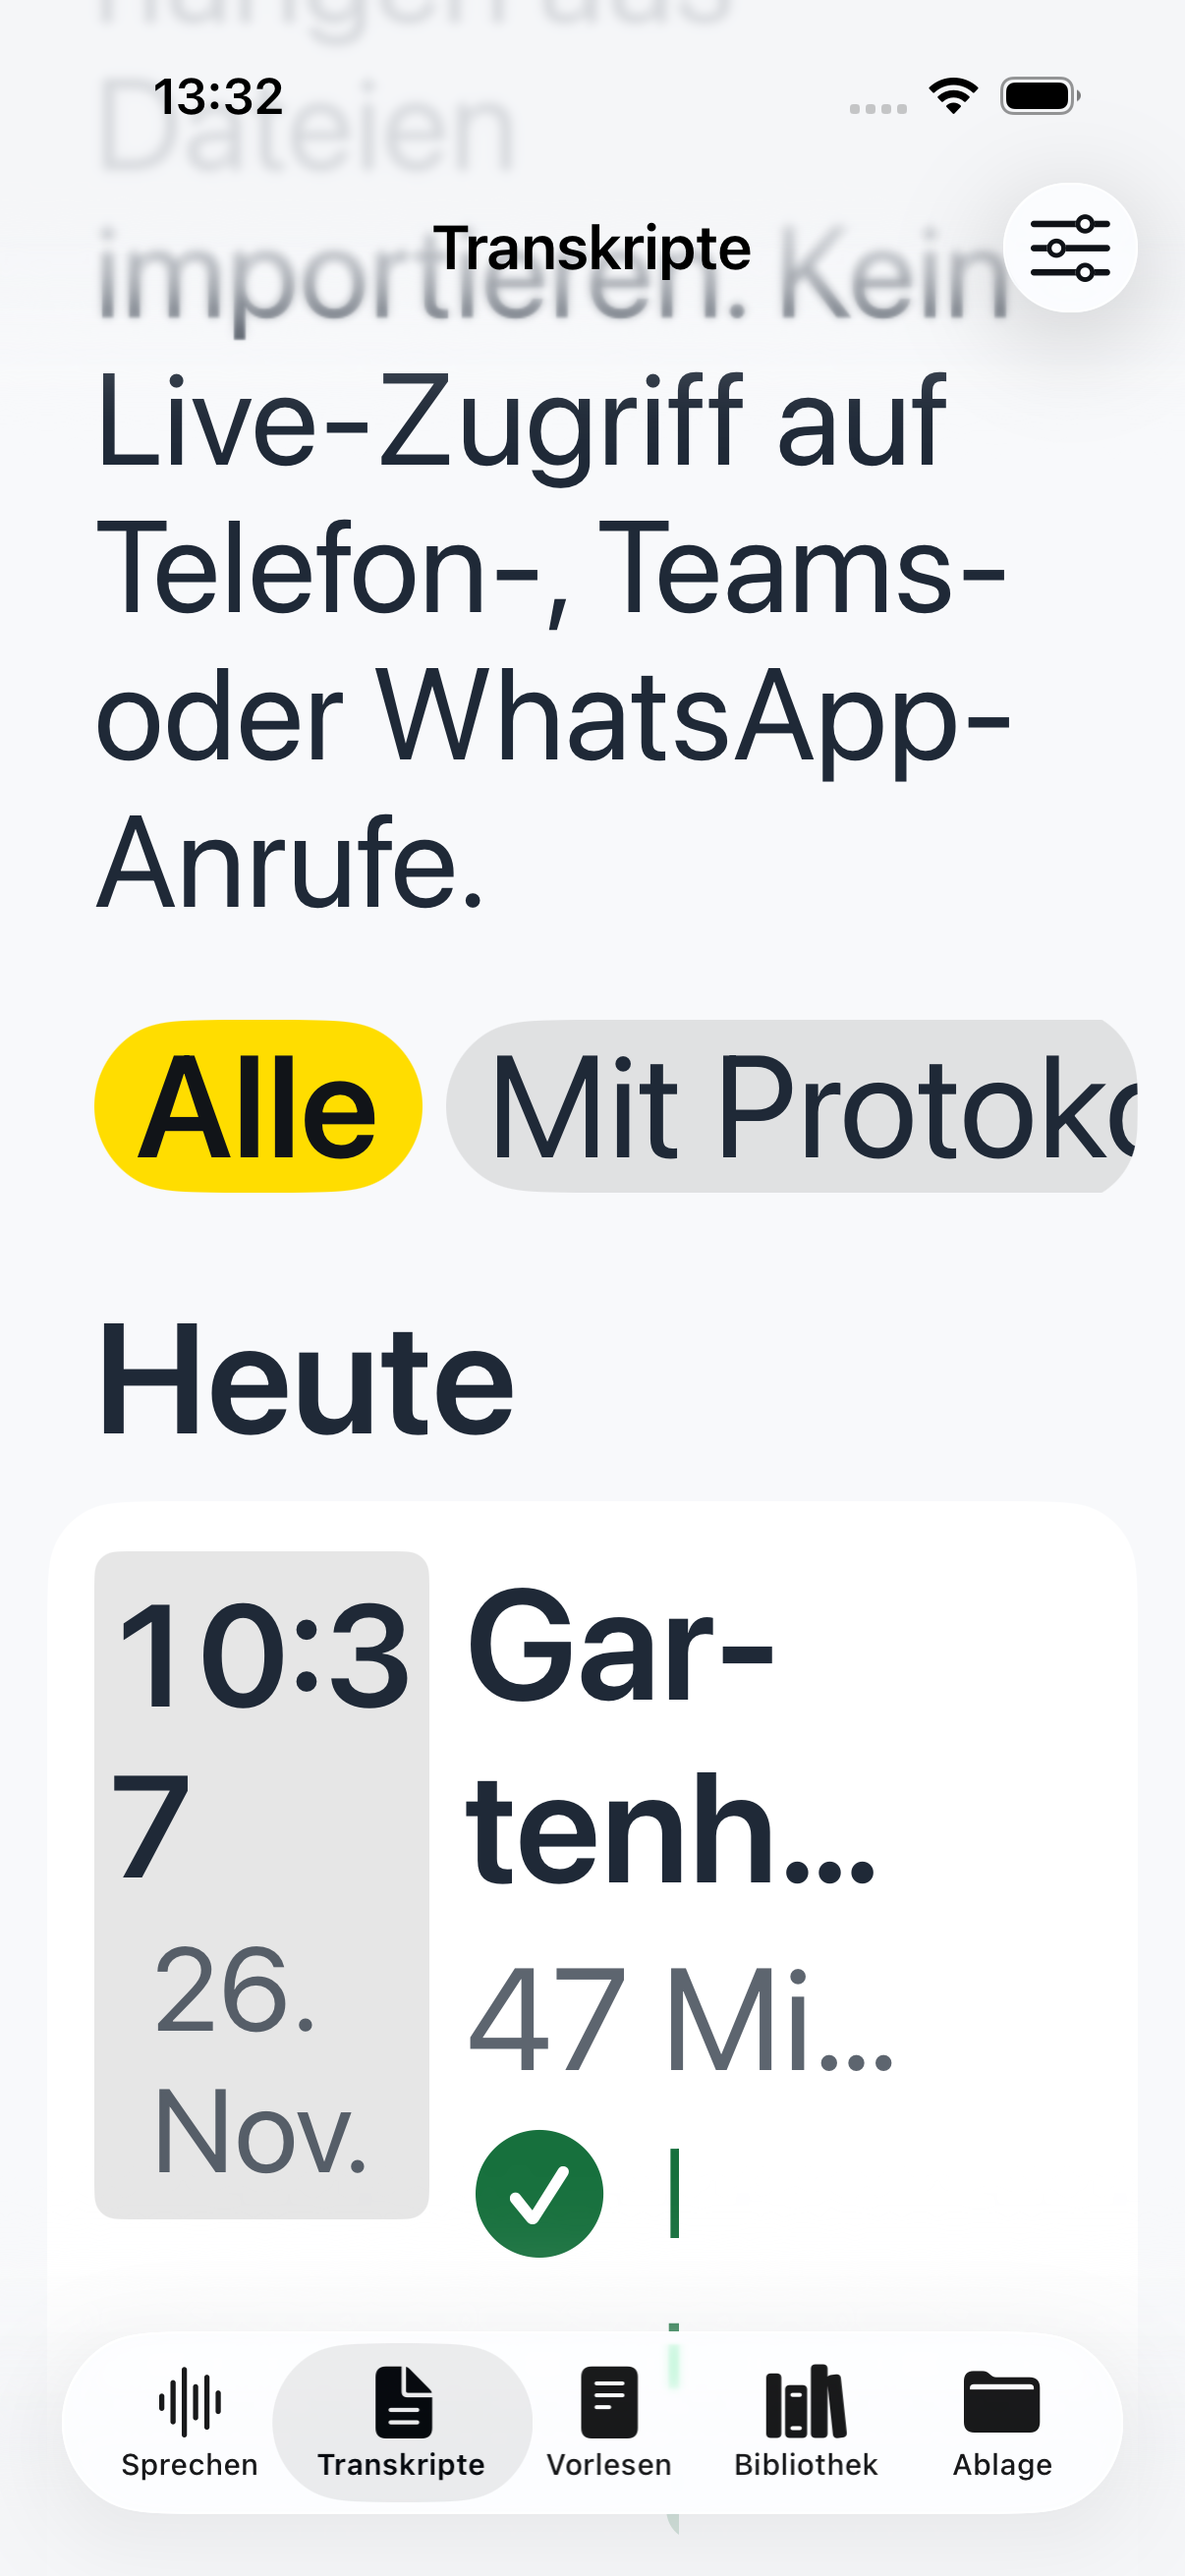 13:32
Dateien
Transkripte
importieren. Kein
Live-Zugriff auf
Telefon-, Teams-
oder WhatsApp-
Anrufe.
Alle
Mit Protok
Heute
10:3
7
26.
Nov.
Gar-
tenh...
47 Mi...
Sprechen
Transkripte
Vorlesen
Bibliothek
Ablage